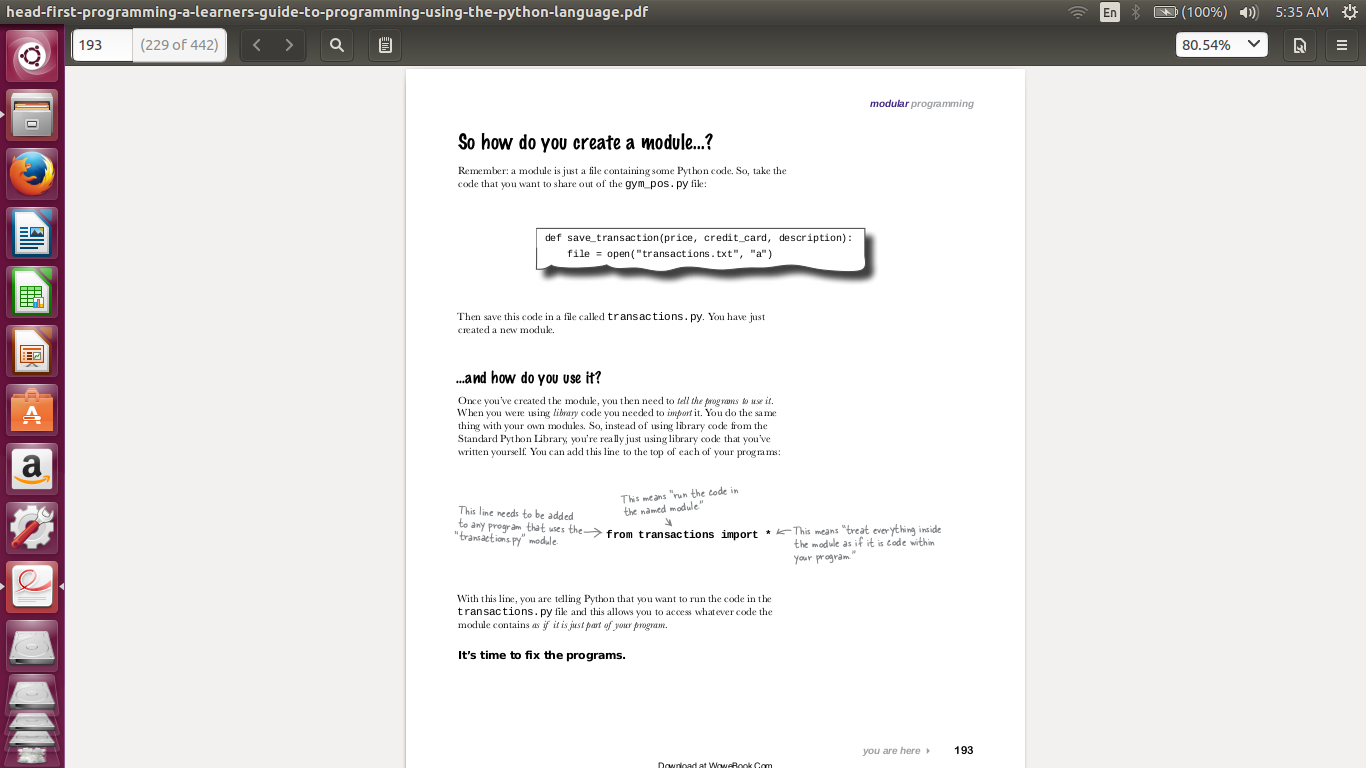 head-first-programming-a-learners-guide-to-programming-using-the-python-language.pdf
En
(100%)
5:35 AM
193
(229 of 442)
80.54%
modular programming
So how do you create a module...?
Remember: a module is just a file containing some Python code. So, take the
code that you want to share out of the gym_pos.py file:
def save_transaction(price, credit_card, description):
file = open("transactions.txt", "a")
Then save this code in a file called transactions.py. You have just
created a new module.
...and how do you use it?
Once you've created the module, you then need to tell the programs to use it.
When you were using library code you needed to import it. You do the same
thing with your own modules. So, instead of using library code from the
Standard Python Library, you're really just using library code that you've
written yourself. You can add this line to the top of each of your programs:
This means "run the code in
the named module."
This line needs to be added
to any program that uses the
"transactions.py" module.
from transactions import *
This means "treat everything inside
the module as if it is code within
your program."
With this line, you are telling Python that you want to run the code in the
transactions.py file and this allows you to access whatever code the
module contains as if it is just part of your program.
It's time to fix the programs.
you are here
193
Download at WoweBook.Com